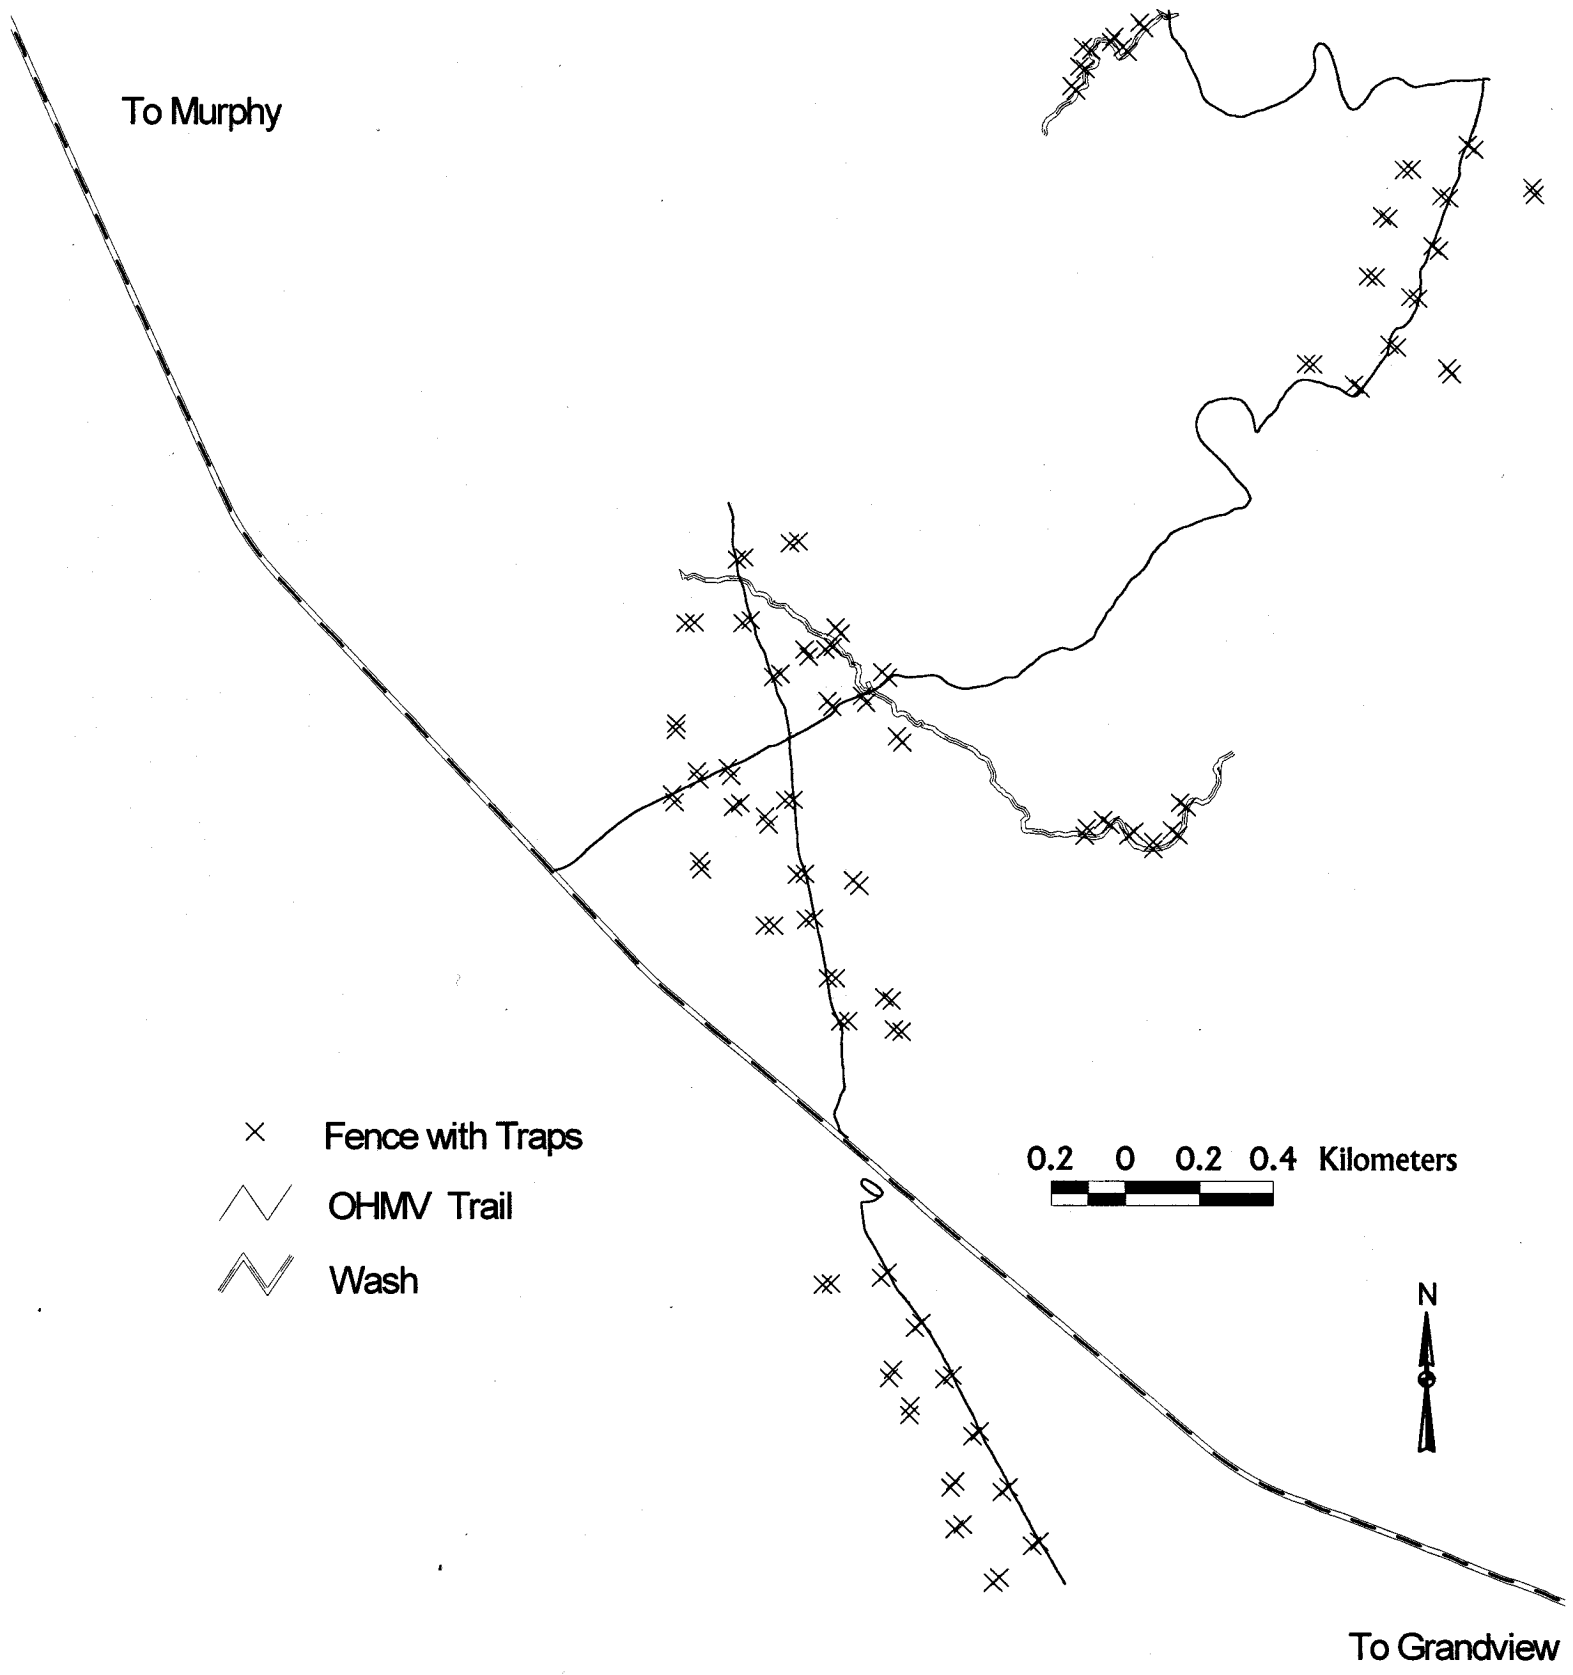 To Murphy
Fence with Traps
OHMV Trail
Wash
0.2 0 0.2 0.4 Kilometers
N
To Grandview